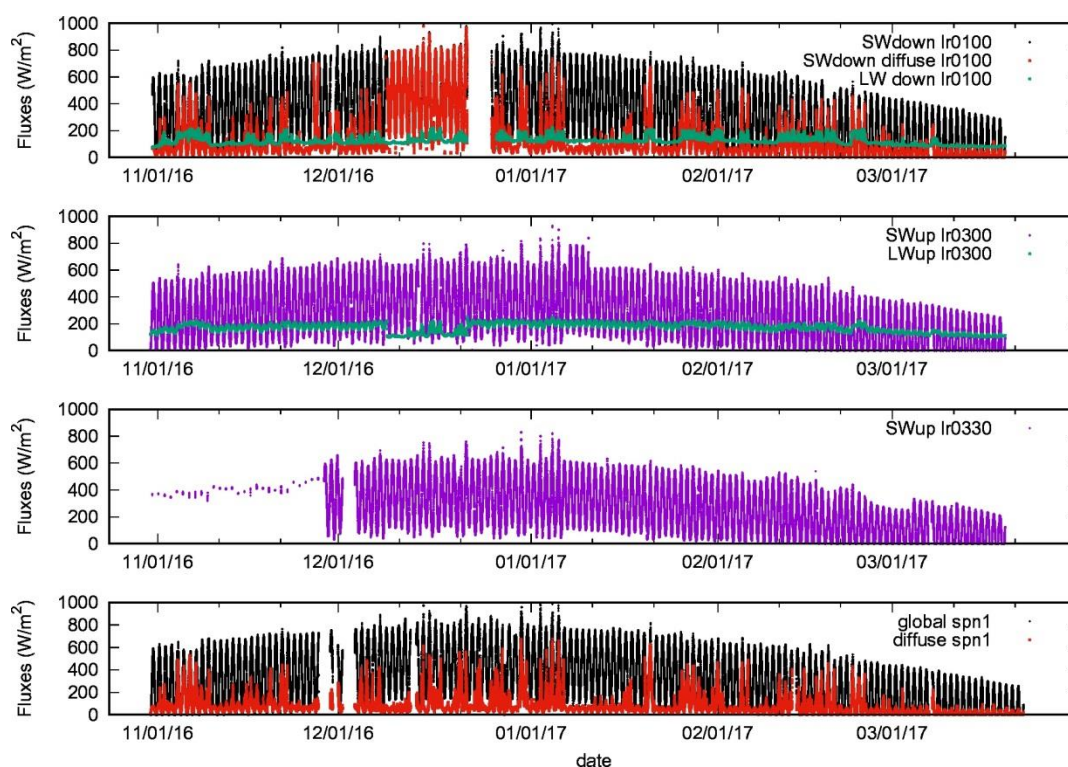 1000
800
600
400
200
0
Fluxes (W/m²)
SWdown lr0100
SWdown diffuse lr0100
LW down lr0100
11/01/16 12/01/16 01/01/17 02/01/17 03/01/17
1000
800
600
400
200
0
Fluxes (W/m²)
SWup lr0300
LWup lr0300
11/01/16 12/01/16 01/01/17 02/01/17 03/01/17
1000
800
600
400
200
0
Fluxes (W/m²)
SWup lr0330
11/01/16 12/01/16 01/01/17 02/01/17 03/01/17
1000
800
600
400
200
0
Fluxes (W/m²)
global spn1
diffuse spn1
11/01/16 12/01/16 01/01/17 02/01/17 03/01/17
date